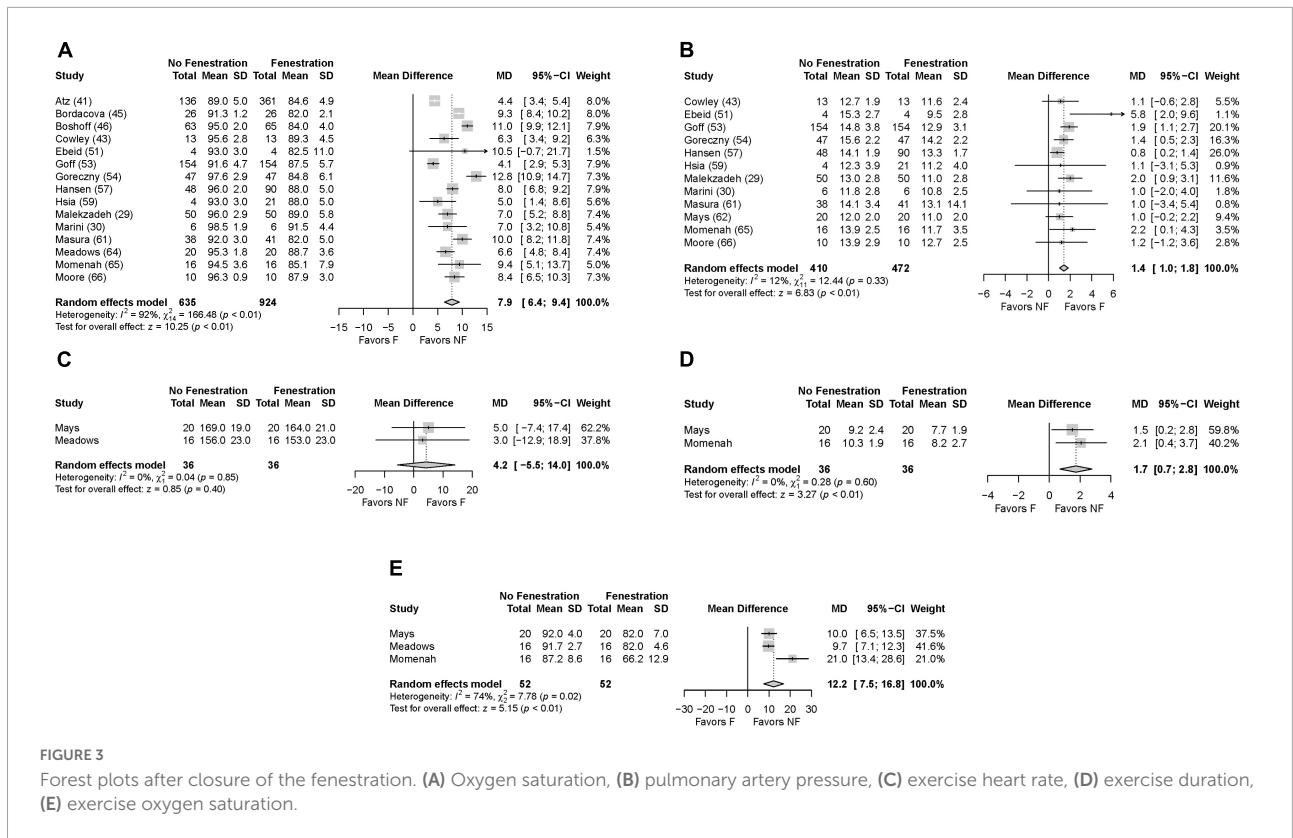 A
No Fenestration Fenestration
Study Total Mean SD Total Mean SD Mean Difference MD 95%−CI Weight
Atz (41) 136 89.0 5.0 361 84.6 4.9 4.4 [ 3.4; 5.4] 8.0%
Bordacova (45) 26 91.3 1.2 26 82.0 2.1 9.3 [ 8.4; 10.2] 8.0%
Boshoff (46) 63 95.0 2.0 65 84.0 4.0 11.0 [ 9.9; 12.1] 7.9%
Cowley (43) 13 95.6 2.8 13 89.3 4.5 6.3 [ 3.4; 9.2] 6.2%
Ebeid (51) 4 93.0 3.0 4 82.5 11.0 10.5 [−0.7; 21.7] 1.5%
Goff (53) 154 91.6 4.7 154 87.5 5.7 4.1 [ 2.9; 5.3] 7.9%
Goreczny (54) 47 97.6 2.9 47 84.8 6.1 12.8 [10.9; 14.7] 7.3%
Hansen (57) 48 96.0 2.0 90 88.0 5.0 8.0 [ 6.8; 9.2] 7.9%
Hsia (59) 4 93.0 3.0 21 88.0 5.0 5.0 [ 1.4; 8.6] 5.6%
Malekzadeh (29) 50 96.0 2.9 50 89.0 5.8 7.0 [ 5.2; 8.8] 7.4%
Marini (30) 6 98.5 1.9 6 91.5 4.4 7.0 [ 3.2; 10.8] 5.4%
Masura (61) 38 92.0 3.0 41 82.0 5.0 10.0 [ 8.2; 11.8] 7.4%
Meadows (64) 20 95.3 1.8 20 88.7 3.6 6.6 [ 4.8; 8.4] 7.4%
Momenah (65) 16 94.5 3.6 16 85.1 7.9 9.4 [ 5.1; 13.7] 5.0%
Moore (66) 10 96.3 0.9 10 87.9 3.0 8.4 [ 6.5; 10.3] 7.3%
Random effects model 635 924 7.9 [ 6.4; 9.4] 100.0%
Heterogeneity: I² = 92%, χ²₁₄ = 166.48 (p < 0.01)
Test for overall effect: z = 10.25 (p < 0.01)
−15 −10 −5 0 5 10 15
Favors F Favors NF
B
No Fenestration Fenestration
Study Total Mean SD Total Mean SD Mean Difference MD 95%−CI Weight
Cowley (43) 13 12.7 1.9 13 11.6 2.4 1.1 [−0.6; 2.8] 5.5%
Ebeid (51) 4 15.3 2.7 4 9.5 2.8 5.8 [ 2.0; 9.6] 1.1%
Goff (53) 154 14.8 3.8 154 12.9 3.1 1.9 [ 1.1; 2.7] 20.1%
Goreczny (54) 47 15.6 2.2 47 14.2 2.2 1.4 [ 0.5; 2.3] 16.3%
Hansen (57) 48 14.1 1.9 90 13.3 1.7 0.8 [ 0.2; 1.4] 26.0%
Hsia (59) 4 12.3 3.9 21 11.2 4.0 1.1 [−3.1; 5.3] 0.9%
Malekzadeh (29) 50 13.0 2.8 50 11.0 2.8 2.0 [ 0.9; 3.1] 11.6%
Marini (30) 6 11.8 2.8 6 10.8 2.5 1.0 [−2.0; 4.0] 1.8%
Masura (61) 38 14.1 3.4 41 13.1 14.1 1.0 [−3.4; 5.4] 0.8%
Mays (62) 20 12.0 2.0 20 11.0 2.0 1.0 [−0.2; 2.2] 9.4%
Momenah (65) 16 13.9 2.5 16 11.7 3.5 2.2 [ 0.1; 4.3] 3.5%
Moore (66) 10 13.9 2.9 10 12.7 2.5 1.2 [−1.2; 3.6] 2.8%
Random effects model 410 472 1.4 [ 1.0; 1.8] 100.0%
Heterogeneity: I² = 12%, χ²₁₁ = 12.44 (p = 0.33)
Test for overall effect: z = 6.83 (p < 0.01)
−6 −4 −2 0 2 4 6
Favors NF Favors F
C
No Fenestration Fenestration
Study Total Mean SD Total Mean SD Mean Difference MD 95%−CI Weight
Mays 20 169.0 19.0 20 164.0 21.0 5.0 [ −7.4; 17.4] 62.2%
Meadows 16 156.0 23.0 16 153.0 23.0 3.0 [−12.9; 18.9] 37.8%
Random effects model 36 36 4.2 [ −5.5; 14.0] 100.0%
Heterogeneity: I² = 0%, χ²₁ = 0.04 (p = 0.85)
Test for overall effect: z = 0.85 (p = 0.40)
−20 −10 0 10 20
Favors NF Favors F
D
No Fenestration Fenestration
Study Total Mean SD Total Mean SD Mean Difference MD 95%−CI Weight
Mays 20 9.2 2.4 20 7.7 1.9 1.5 [0.2; 2.8] 59.8%
Momenah 16 10.3 1.9 16 8.2 2.7 2.1 [0.4; 3.7] 40.2%
Random effects model 36 36 1.7 [0.7; 2.8] 100.0%
Heterogeneity: I² = 0%, χ²₁ = 0.28 (p = 0.60)
Test for overall effect: z = 3.27 (p < 0.01)
−4 −2 0 2 4
Favors F Favors NF
E
No Fenestration Fenestration
Study Total Mean SD Total Mean SD Mean Difference MD 95%−CI Weight
Mays 20 92.0 4.0 20 82.0 7.0 10.0 [ 6.5; 13.5] 37.5%
Meadows 16 91.7 2.7 16 82.0 4.6 9.7 [ 7.1; 12.3] 41.6%
Momenah 16 87.2 8.6 16 66.2 12.9 21.0 [13.4; 28.6] 21.0%
Random effects model 52 52 12.2 [ 7.5; 16.8] 100.0%
Heterogeneity: I² = 74%, χ²₂ = 7.78 (p = 0.02)
Test for overall effect: z = 5.15 (p < 0.01)
−30 −20 −10 0 10 20 30
Favors F Favors NF
FIGURE 3
Forest plots after closure of the fenestration. (A) Oxygen saturation, (B) pulmonary artery pressure, (C) exercise heart rate, (D) exercise duration,
(E) exercise oxygen saturation.